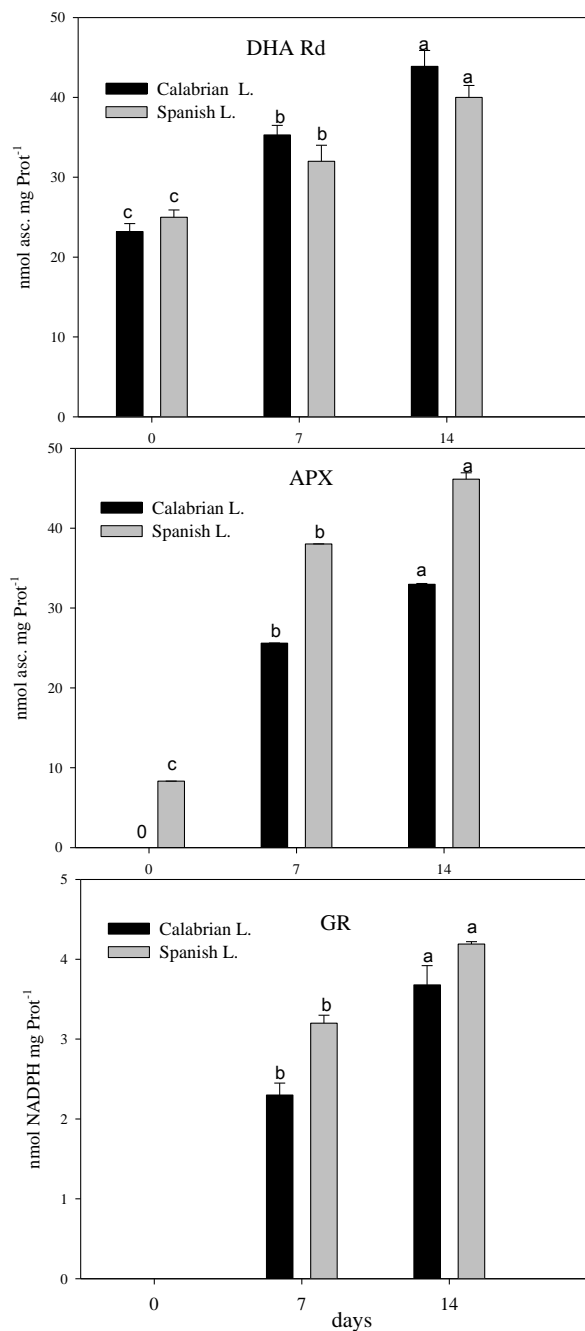 50
DHA Rd
a
Calabrian L.
a
40
Spanish L.
b
b
30
c
c
20
10
0
nmol asc. mg Prot-1
0
7
14
50
APX
a
Calabrian L.
40
Spanish L.
b
a
30
b
20
10
c
0
0
nmol asc. mg Prot-1
0
7
14
5
GR
Calabrian L.
a
a
4
Spanish L.
b
3
b
2
1
0
nmol NADPH mg Prot-1
0
7
14
days